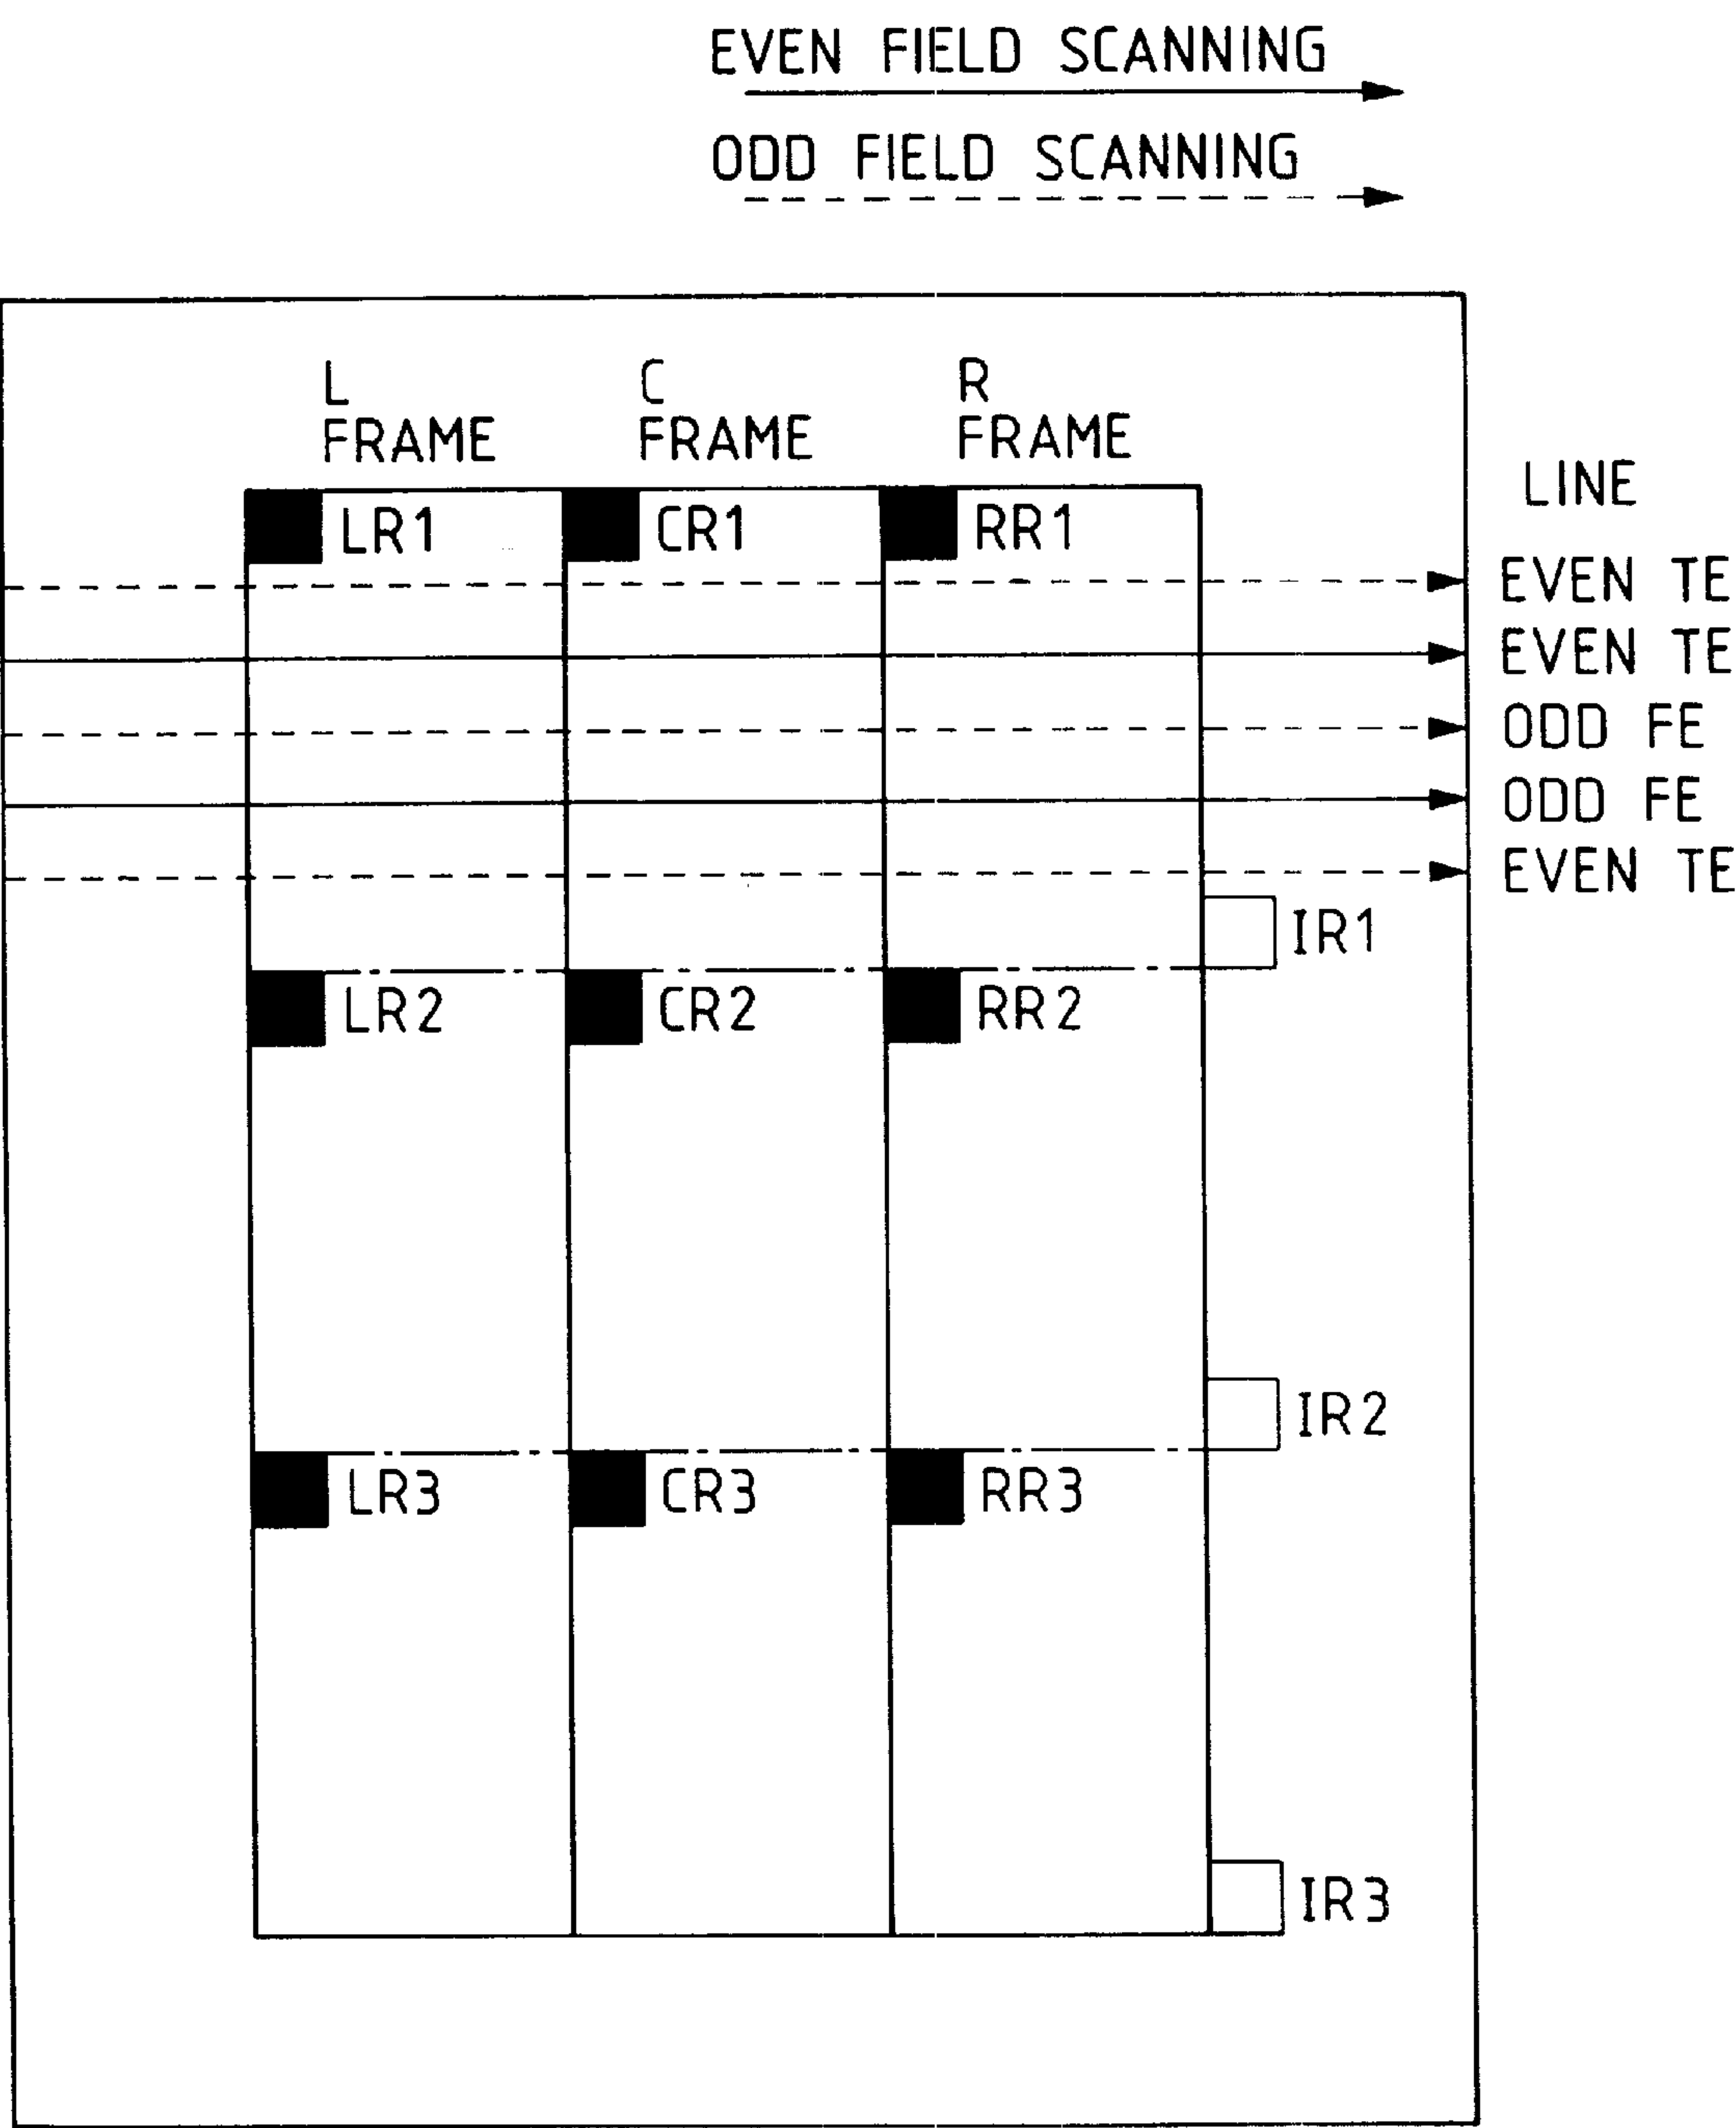 EVEN FIELD SCANNING
ODD FIELD SCANNING
L FRAME
C FRAME
R FRAME
LINE
LR1 CR1 RR1
EVEN TE
EVEN TE
ODD FE
ODD FE
EVEN TE
IR1
LR2 CR2 RR2
IR2
LR3 CR3 RR3
IR3